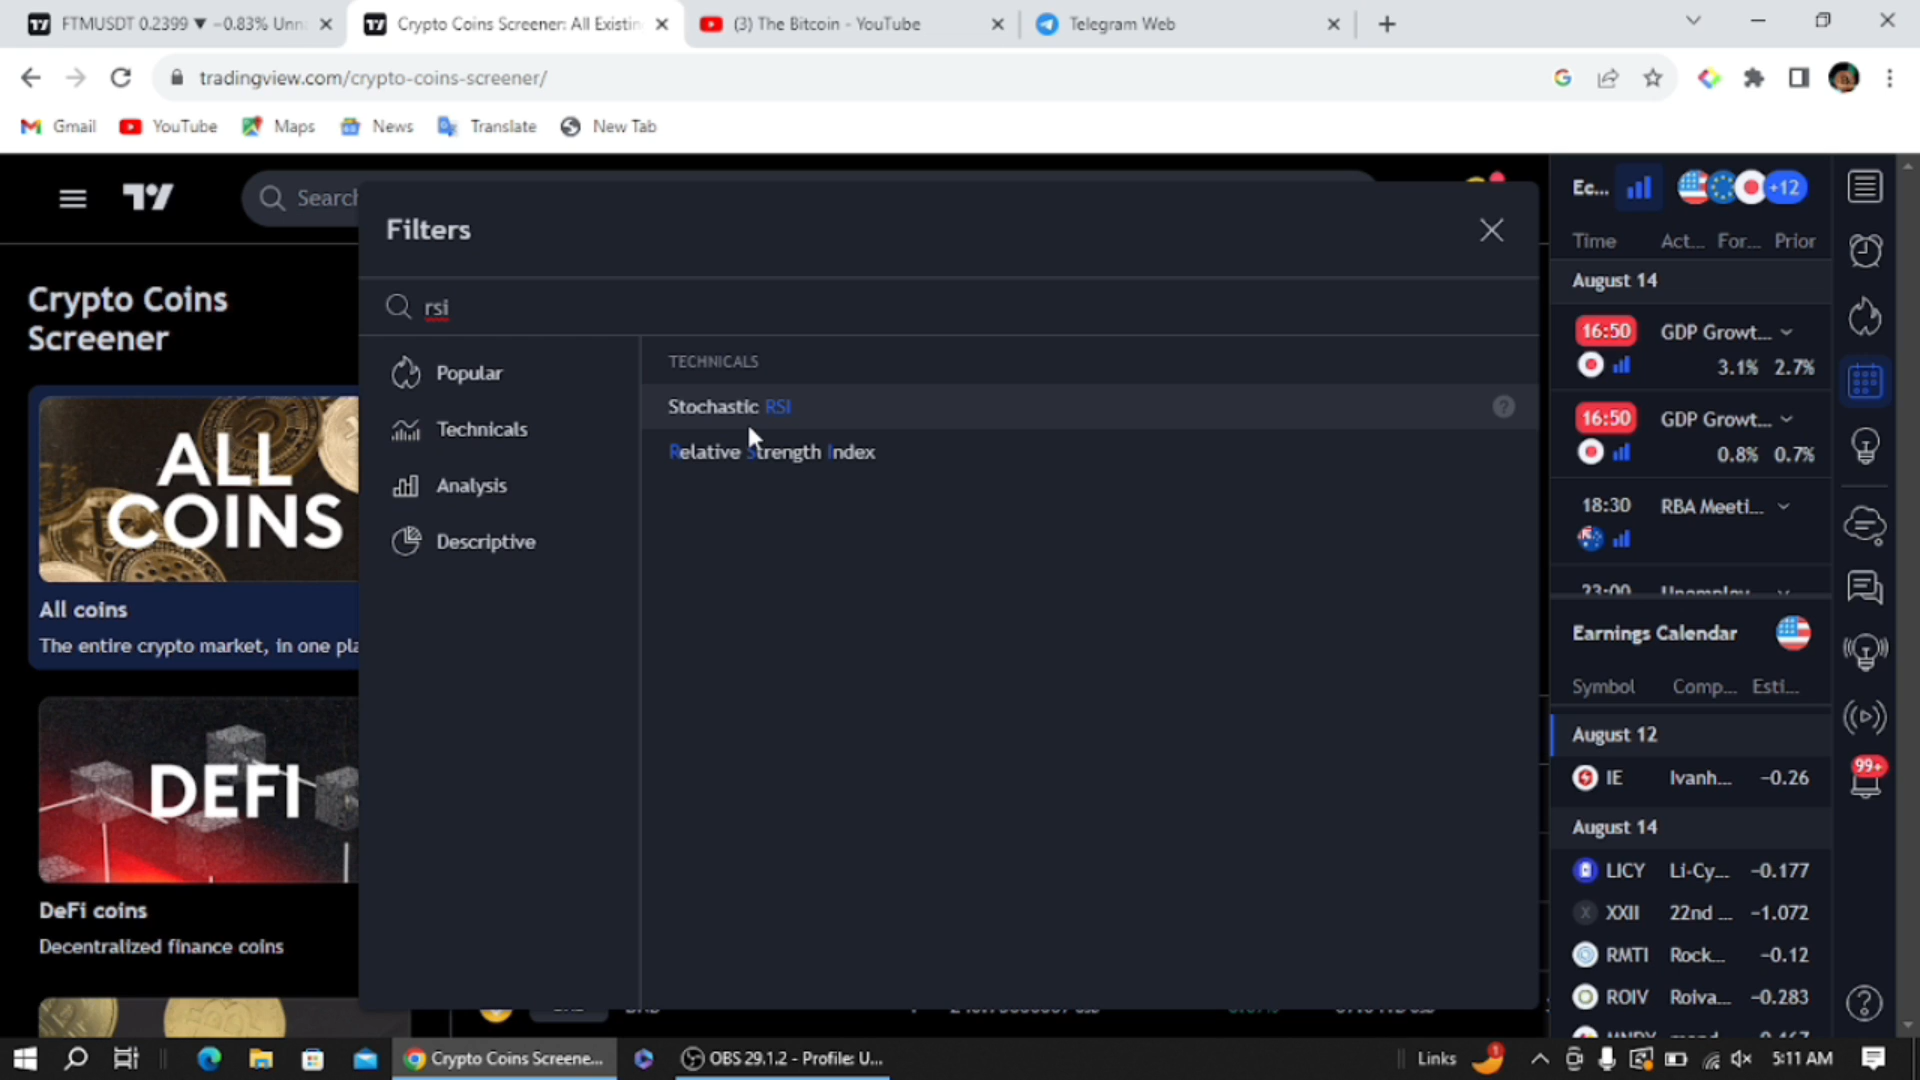 FTMUSDT 0.2399 ▼ −0.83% Unn
Crypto Coins Screener: All Existin
(3) The Bitcoin - YouTube
Telegram Web
tradingview.com/crypto-coins-screener/
Gmail
YouTube
Maps
News
Translate
New Tab
Search
Filters
rsi
Popular
Technicals
Analysis
Descriptive
TECHNICALS
Stochastic RSI
Relative Strength Index
Crypto Coins
Screener
ALL
COINS
All coins
The entire crypto market, in one pla
DEFI
DeFi coins
Decentralized finance coins
Ec...
+12
Time Act... For... Prior
August 14
16:50 GDP Growt...
3.1% 2.7%
16:50 GDP Growt...
0.8% 0.7%
18:30 RBA Meeti...
23:00
Earnings Calendar
Symbol Comp... Esti...
August 12
IE Ivanh... −0.26
August 14
LICY Li-Cy... −0.177
XXII 22nd ... −1.072
RMTI Rock... −0.12
ROIV Roiva... −0.283
99+
Crypto Coins Screene...
OBS 29.1.2 - Profile: U...
Links
1
5:11 AM